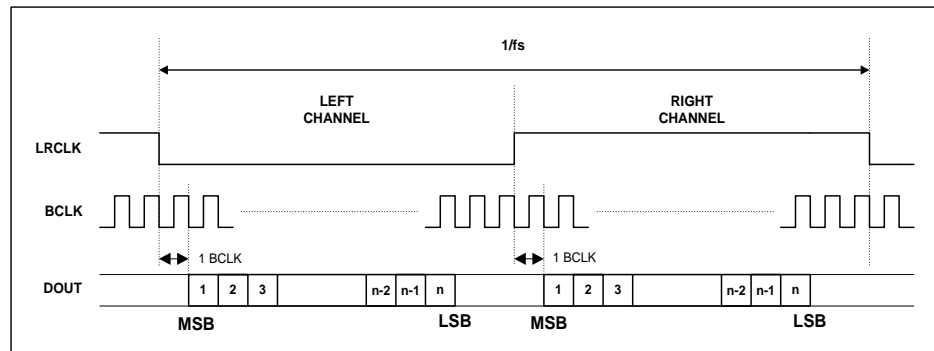 1/fs
LEFT
CHANNEL
RIGHT
CHANNEL
LRCLK
BCLK
1 BCLK
1 BCLK
DOUT
1 2 3 n-2 n-1 n 1 2 3 n-2 n-1 n
MSB LSB MSB LSB